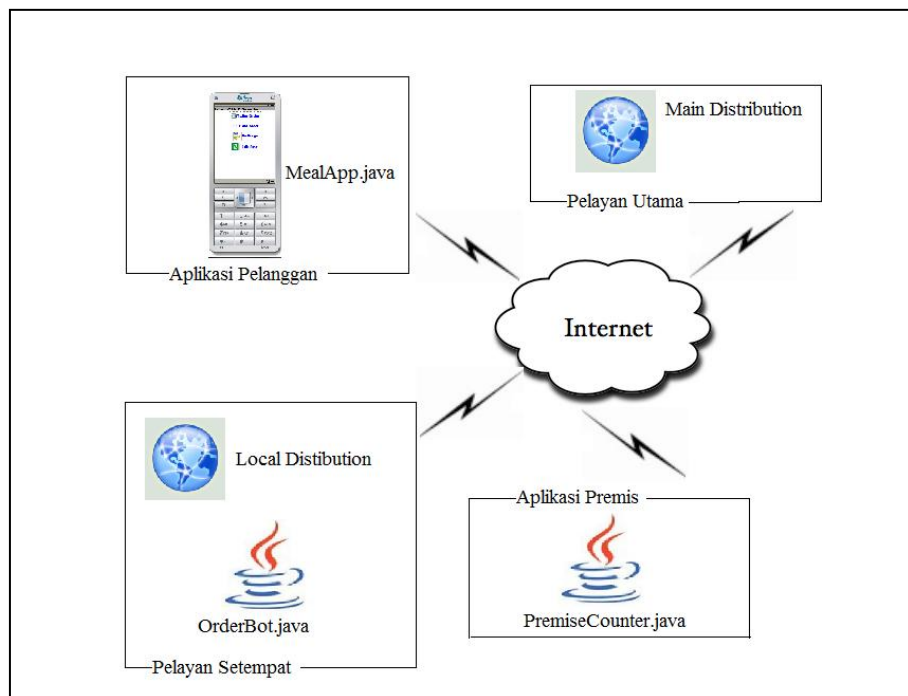 MealApp.java
Aplikasi Pelanggan
Main Distribution
Pelayan Utama
Internet
Local Distibution
OrderBot.java
Pelayan Setempat
Aplikasi Premis
PremiseCounter.java